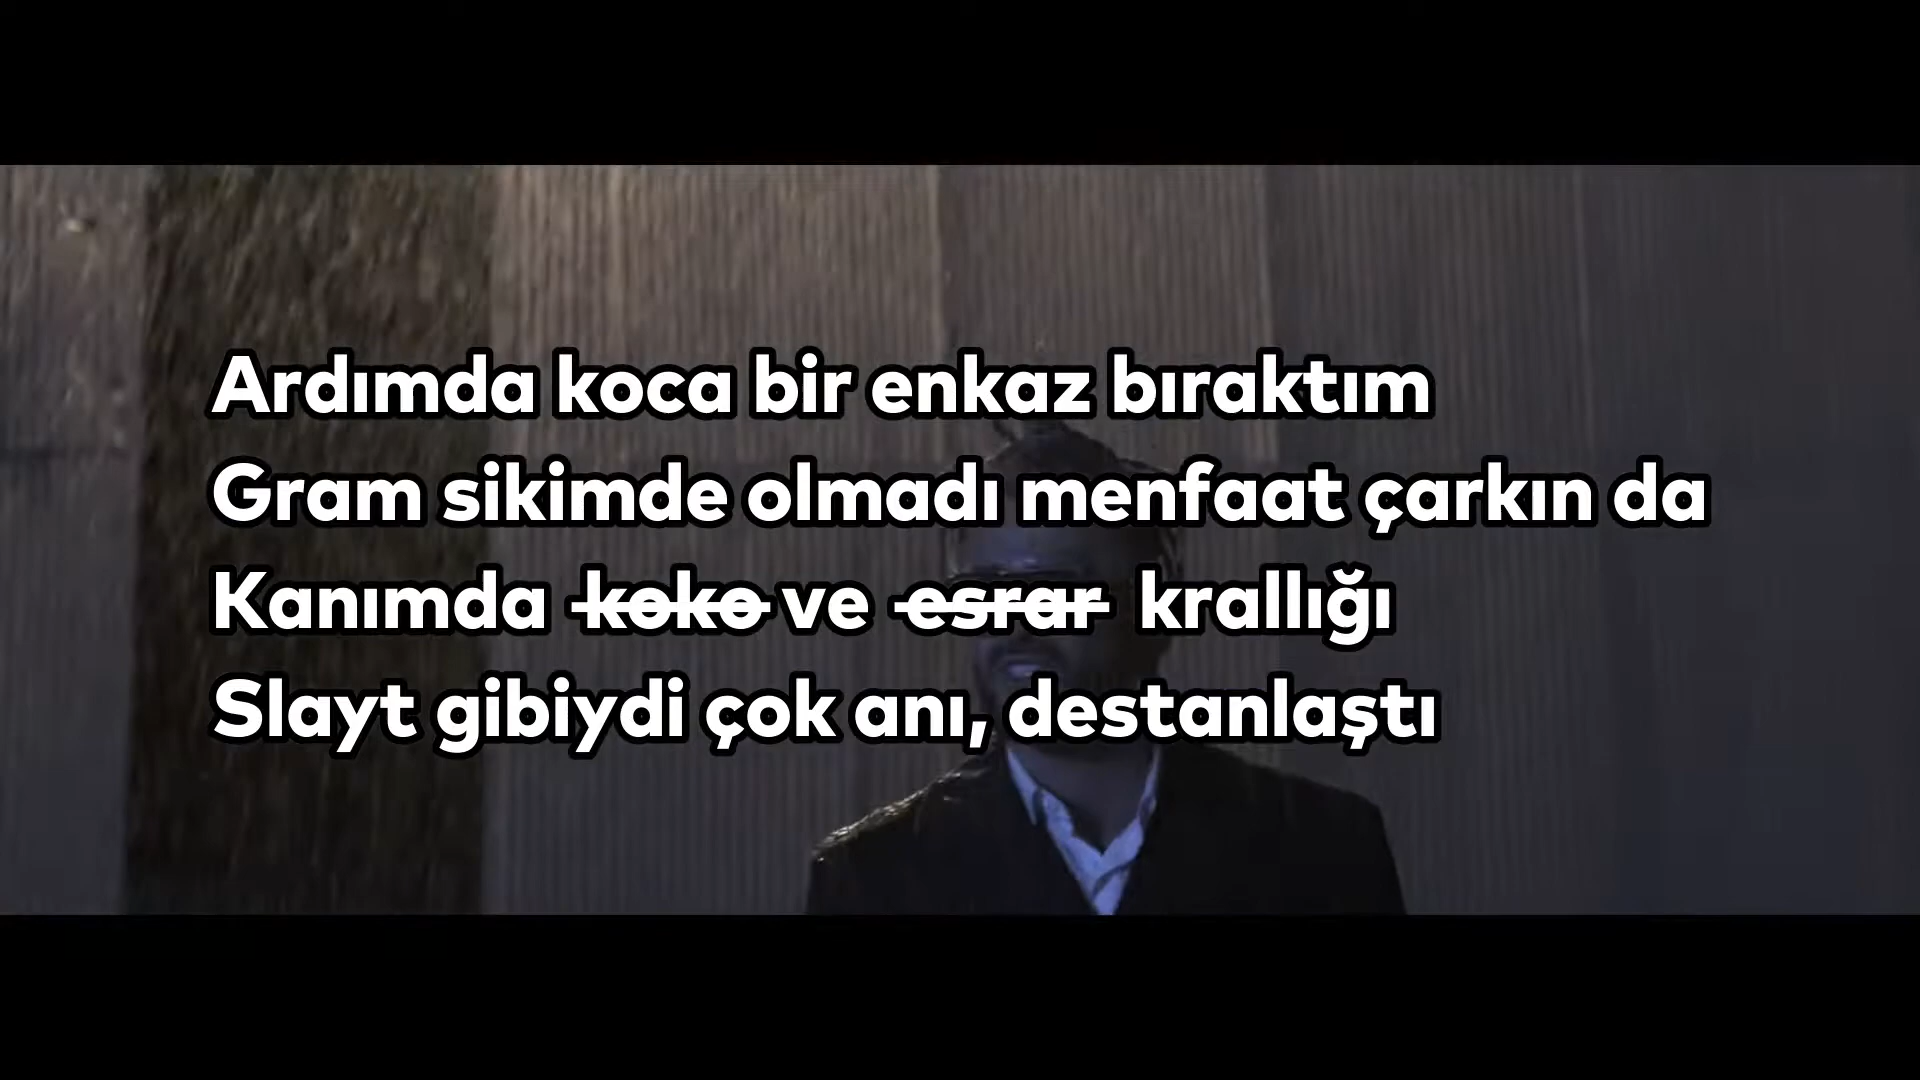 Ardımda koca bir enkaz bıraktım
Gram sikimde olmadı menfaat çarkın da
Kanımda koko ve esrar krallığı
Slayt gibiydi çok anı, destanlaştı